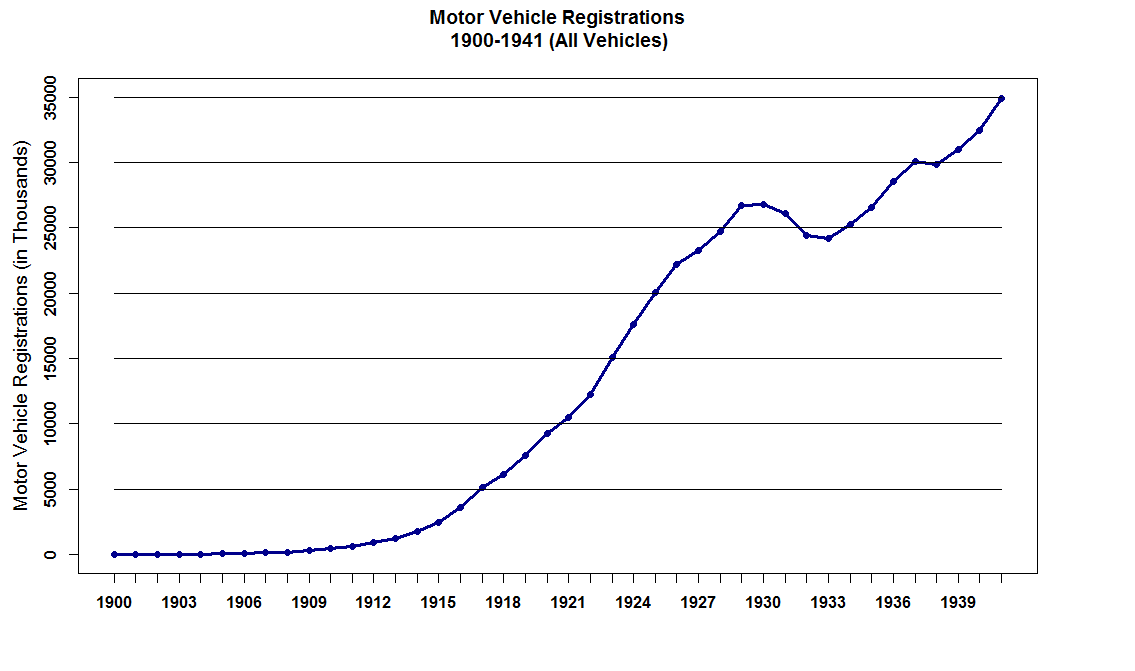 Motor Vehicle Registrations
1900-1941 (All Vehicles)
Motor Vehicle Registrations (in Thousands)
35000
30000
25000
20000
15000
10000
5000
0
1900 1903 1906 1909 1912 1915 1918 1921 1924 1927 1930 1933 1936 1939